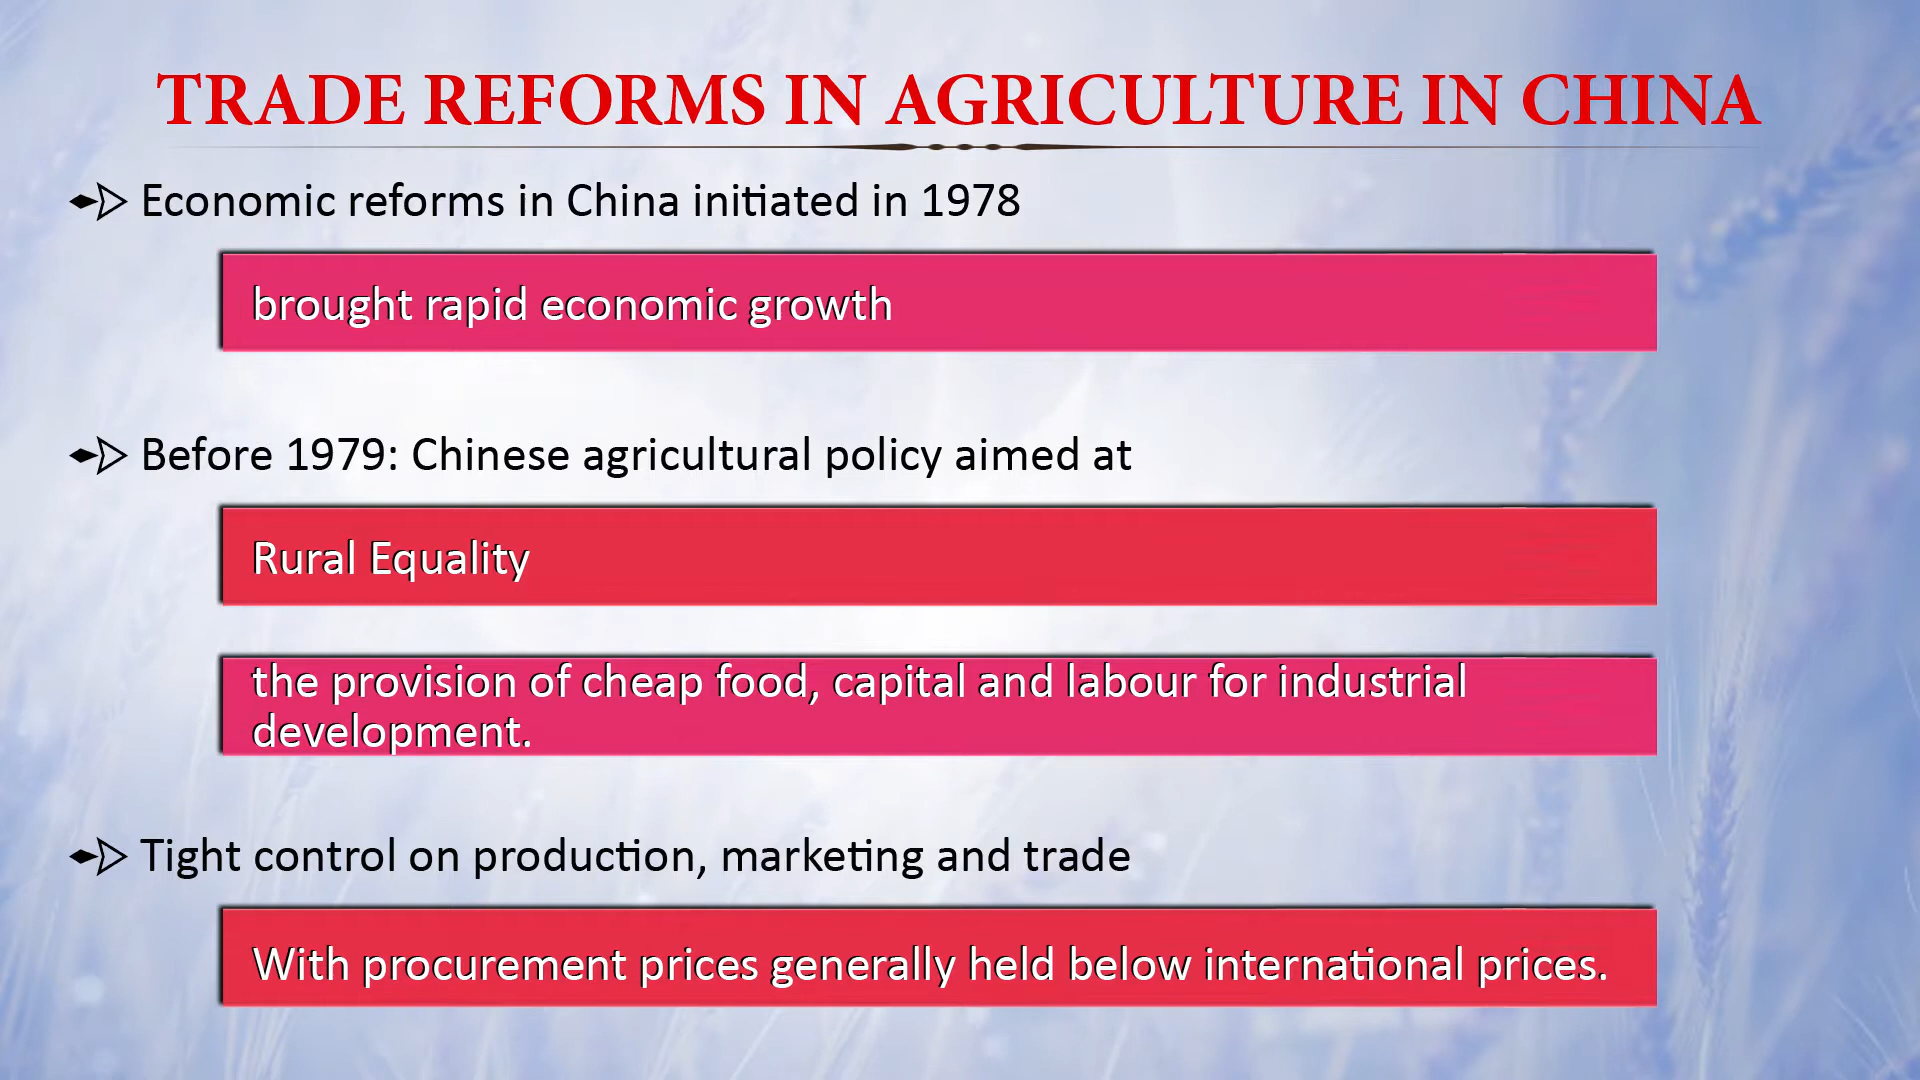 TRADE REFORMS IN AGRICULTURE IN CHINA
Economic reforms in China initiated in 1978
brought rapid economic growth
Before 1979: Chinese agricultural policy aimed at
Rural Equality
the provision of cheap food, capital and labour for industrial
development.
Tight control on production, marketing and trade
With procurement prices generally held below international prices.